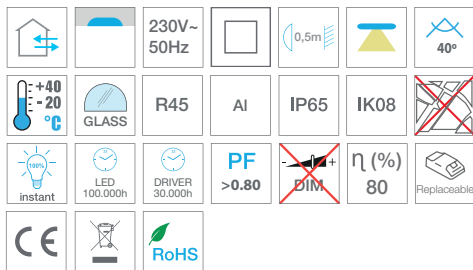 230V~
50Hz
0,5m
40º
+40
- 20
°C
GLASS
R45
Al
IP65
IK08
100%
instant
LED
100.000h
DRIVER
30.000h
PF
>0.80
- +
DIM
η (%)
80
Replaceable
CE
RoHS